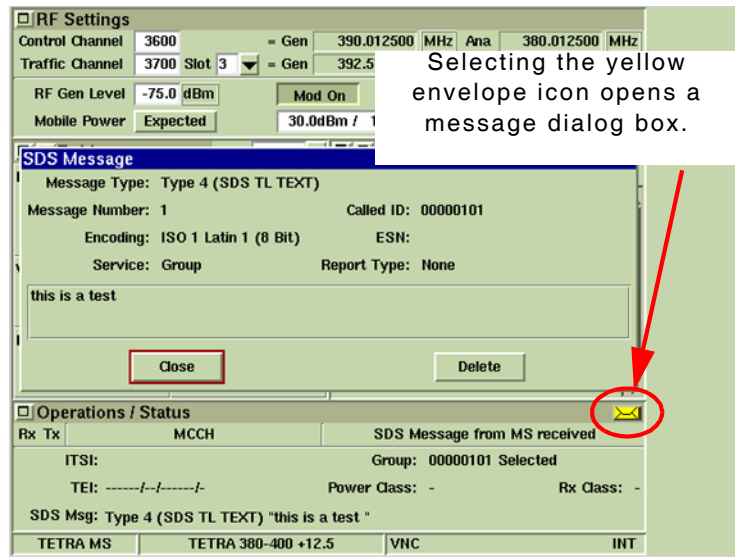 RF Settings
Control Channel 3600 = Gen 390.012500 MHz Ana 380.012500 MHz
Traffic Channel 3700 Slot 3 = Gen 392.5
Selecting the yellow
envelope icon opens a
message dialog box.
RF Gen Level -75.0 dBm Mod On
Mobile Power Expected 30.0dBm / 1
SDS Message
Message Type: Type 4 (SDS TL TEXT)
Message Number: 1 Called ID: 00000101
Encoding: ISO 1 Latin 1 (8 Bit) ESN:
Service: Group Report Type: None
this is a test
Close Delete
Operations / Status
Rx Tx MCCH SDS Message from MS received
ITSI: Group: 00000101 Selected
TEI: ------/--/------/- Power Class: - Rx Class: -
SDS Msg: Type 4 (SDS TL TEXT) "this is a test "
TETRA MS TETRA 380-400 +12.5 VNC INT